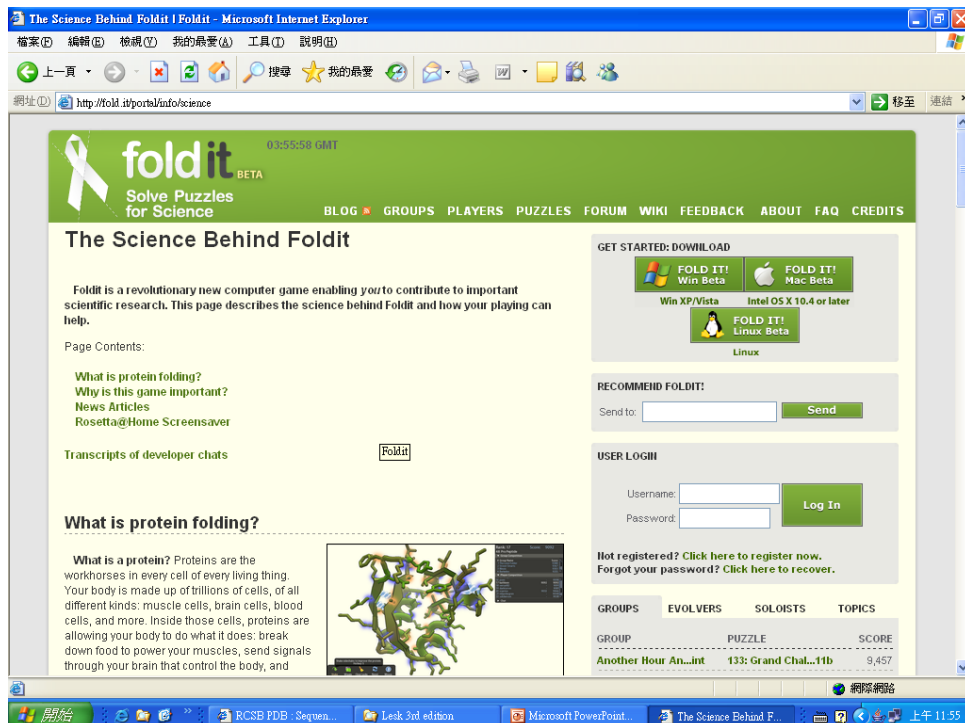 The Science Behind Foldit | Foldit - Microsoft Internet Explorer
檔案(F) 編輯(E) 檢視(V) 我的最愛(A) 工具(T) 說明(H)
上一頁 搜尋 我的最愛
網址(D) http://fold.it/portal/info/science 移至 連結 »
03:55:58 GMT
foldit BETA
Solve Puzzles
for Science
BLOG GROUPS PLAYERS PUZZLES FORUM WIKI FEEDBACK ABOUT FAQ CREDITS
The Science Behind Foldit
Foldit is a revolutionary new computer game enabling you to contribute to important
scientific research. This page describes the science behind Foldit and how your playing can
help.
Page Contents:
What is protein folding?
Why is this game important?
News Articles
Rosetta@Home Screensaver
Transcripts of developer chats
Foldit
What is protein folding?
What is a protein? Proteins are the
workhorses in every cell of every living thing.
Your body is made up of trillions of cells, of all
different kinds: muscle cells, brain cells, blood
cells, and more. Inside those cells, proteins are
allowing your body to do what it does: break
down food to power your muscles, send signals
through your brain that control the body, and
GET STARTED: DOWNLOAD
FOLD IT!
Win Beta
Win XP/Vista
FOLD IT!
Mac Beta
Intel OS X 10.4 or later
FOLD IT!
Linux Beta
Linux
RECOMMEND FOLDIT!
Send to: Send
USER LOGIN
Username:
Password:
Log In
Not registered? Click here to register now.
Forgot your password? Click here to recover.
GROUPS EVOLVERS SOLOISTS TOPICS
GROUP PUZZLE SCORE
Another Hour An...int 133: Grand Chal...11b 9,457
網際網路
開始 » RCSB PDB : Sequen... Lesk 3rd edition Microsoft PowerPoint... The Science Behind F... 上午 11:55